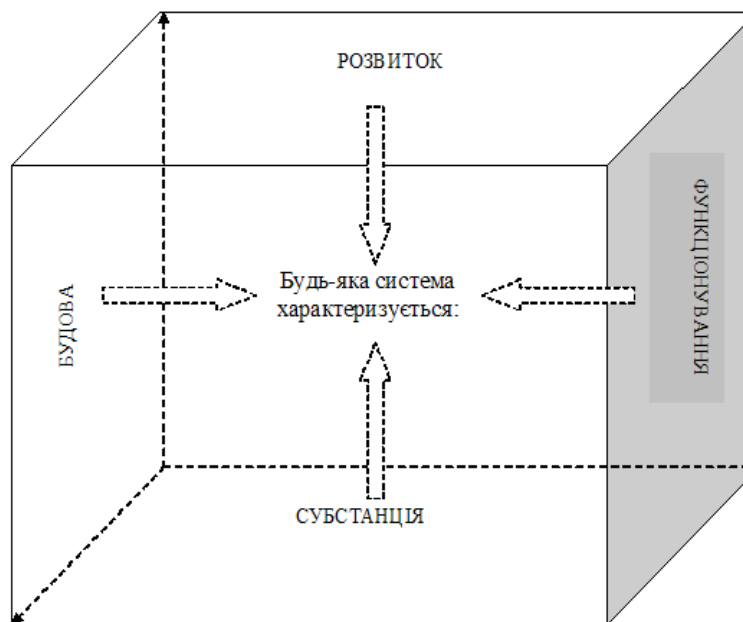 РОЗВИТОК
БУДОВА
Будь-яка система
характеризується:
ФУНКЦІОНУВАННЯ
СУБСТАНЦІЯ